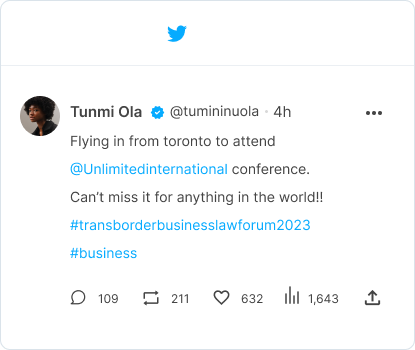 Tunmi Ola @tumininuola · 4h
Flying in from toronto to attend
@Unlimitedinternational conference.
Can't miss it for anything in the world!!
#transborderbusinesslawforum2023
#business
109 211 632 1,643